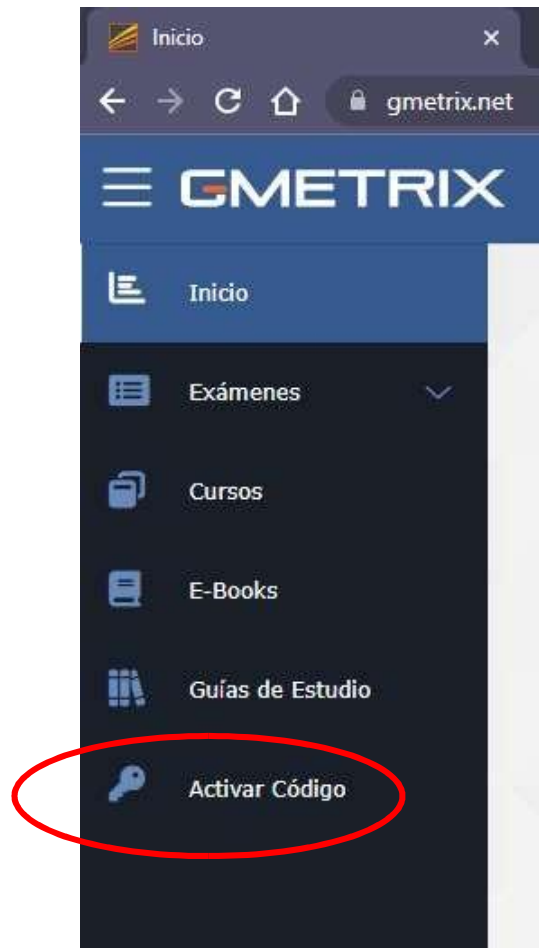 Inicio
gmetrix.net
GMETRIX
Inicio
Exámenes
Cursos
E-Books
Guías de Estudio
Activar Código